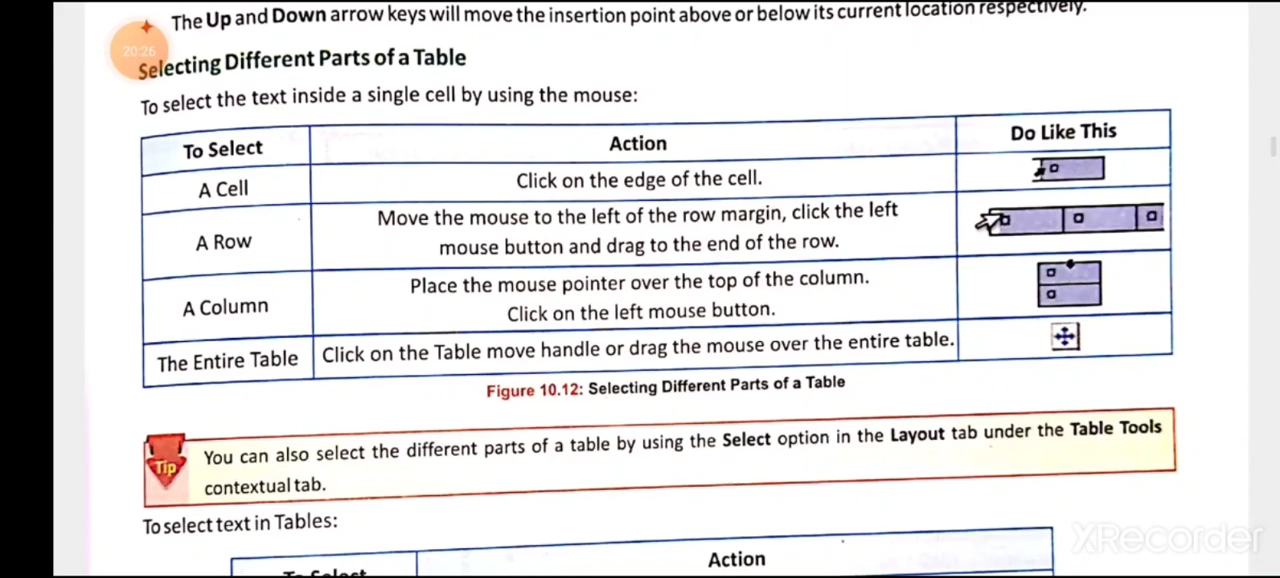 The Up and Down arrow keys will move the insertion point above or below its current location respectively.
20:26
Selecting Different Parts of a Table
To select the text inside a single cell by using the mouse:
To Select Action Do Like This
A Cell Click on the edge of the cell.
A Row Move the mouse to the left of the row margin, click the left
mouse button and drag to the end of the row.
A Column Place the mouse pointer over the top of the column.
Click on the left mouse button.
The Entire Table Click on the Table move handle or drag the mouse over the entire table.
Figure 10.12: Selecting Different Parts of a Table
Tip
You can also select the different parts of a table by using the Select option in the Layout tab under the Table Tools
contextual tab.
To select text in Tables:
To Select Action
XRecorder